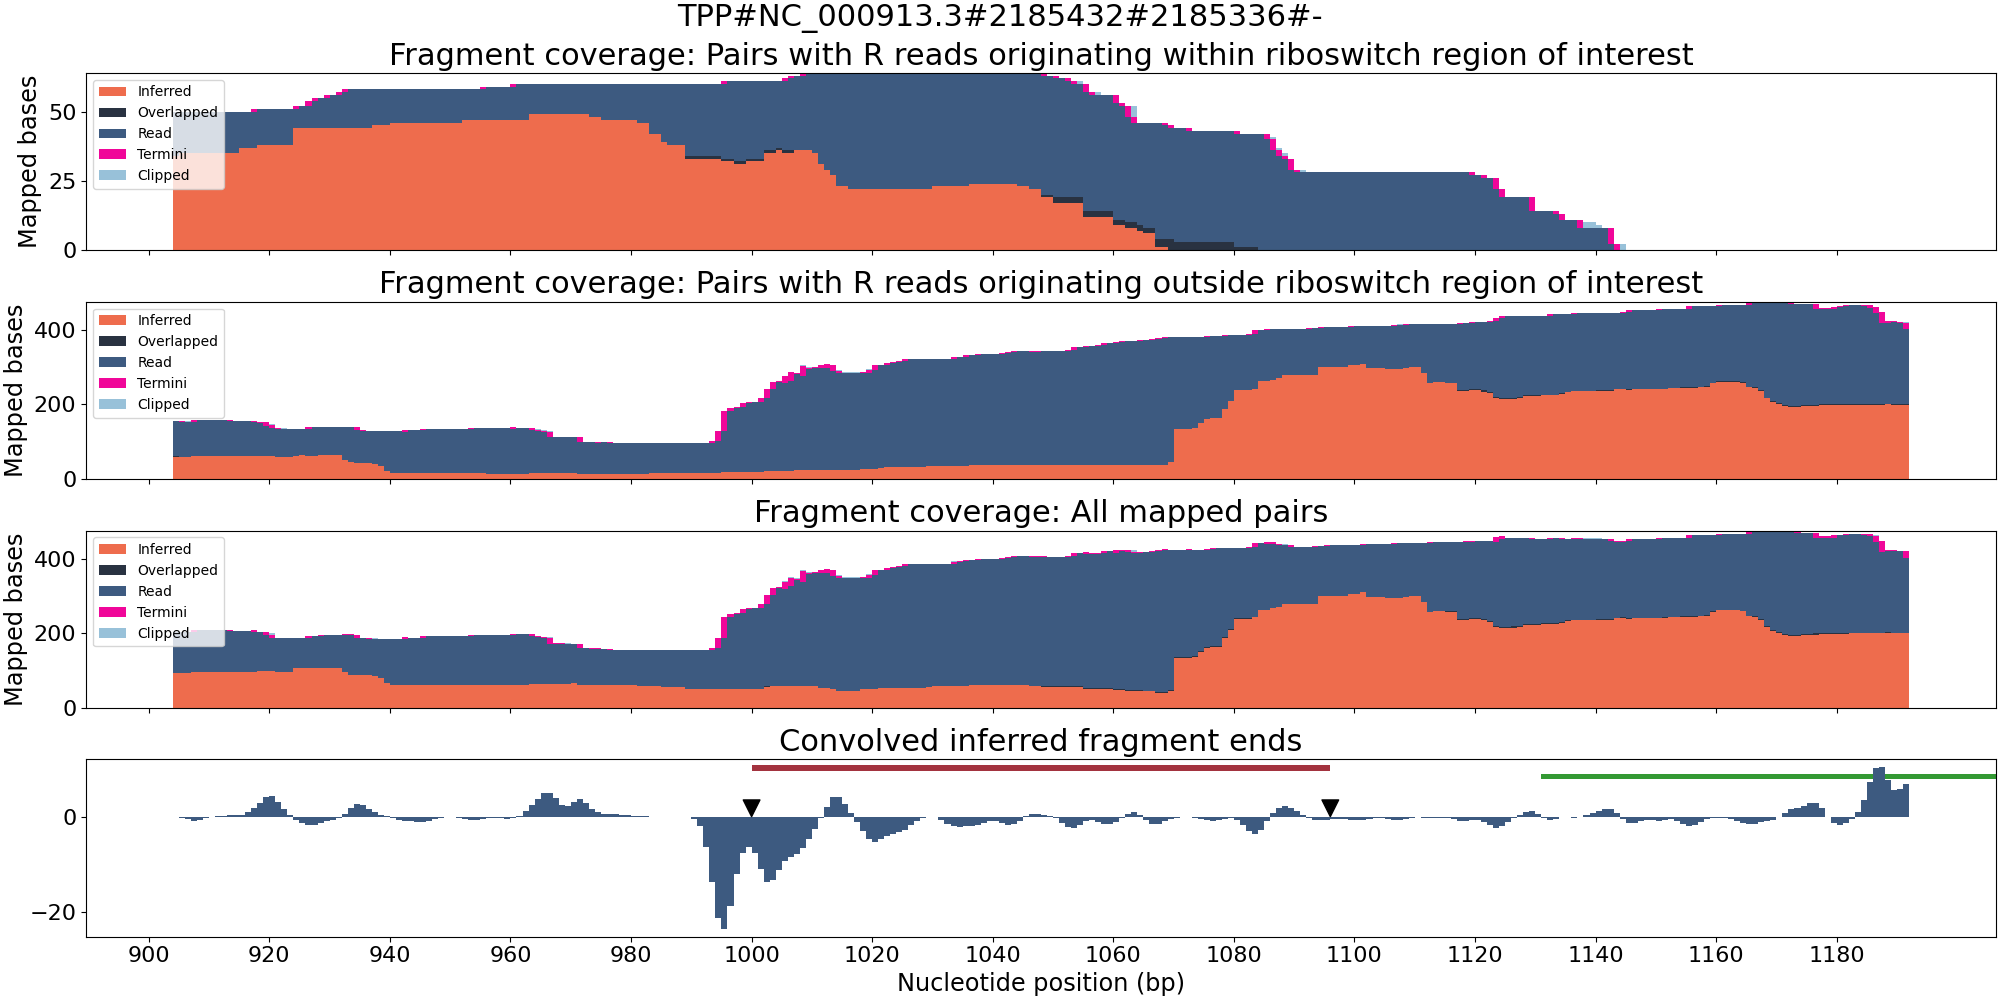 TPP#NC_000913.3#2185432#2185336#-
Fragment coverage: Pairs with R reads originating within riboswitch region of interest
Mapped bases
50
25
0
Inferred
Overlapped
Read
Termini
Clipped
Fragment coverage: Pairs with R reads originating outside riboswitch region of interest
Mapped bases
400
200
0
Inferred
Overlapped
Read
Termini
Clipped
Fragment coverage: All mapped pairs
Mapped bases
400
200
0
Inferred
Overlapped
Read
Termini
Clipped
Convolved inferred fragment ends
0
−20
900 920 940 960 980 1000 1020 1040 1060 1080 1100 1120 1140 1160 1180
Nucleotide position (bp)